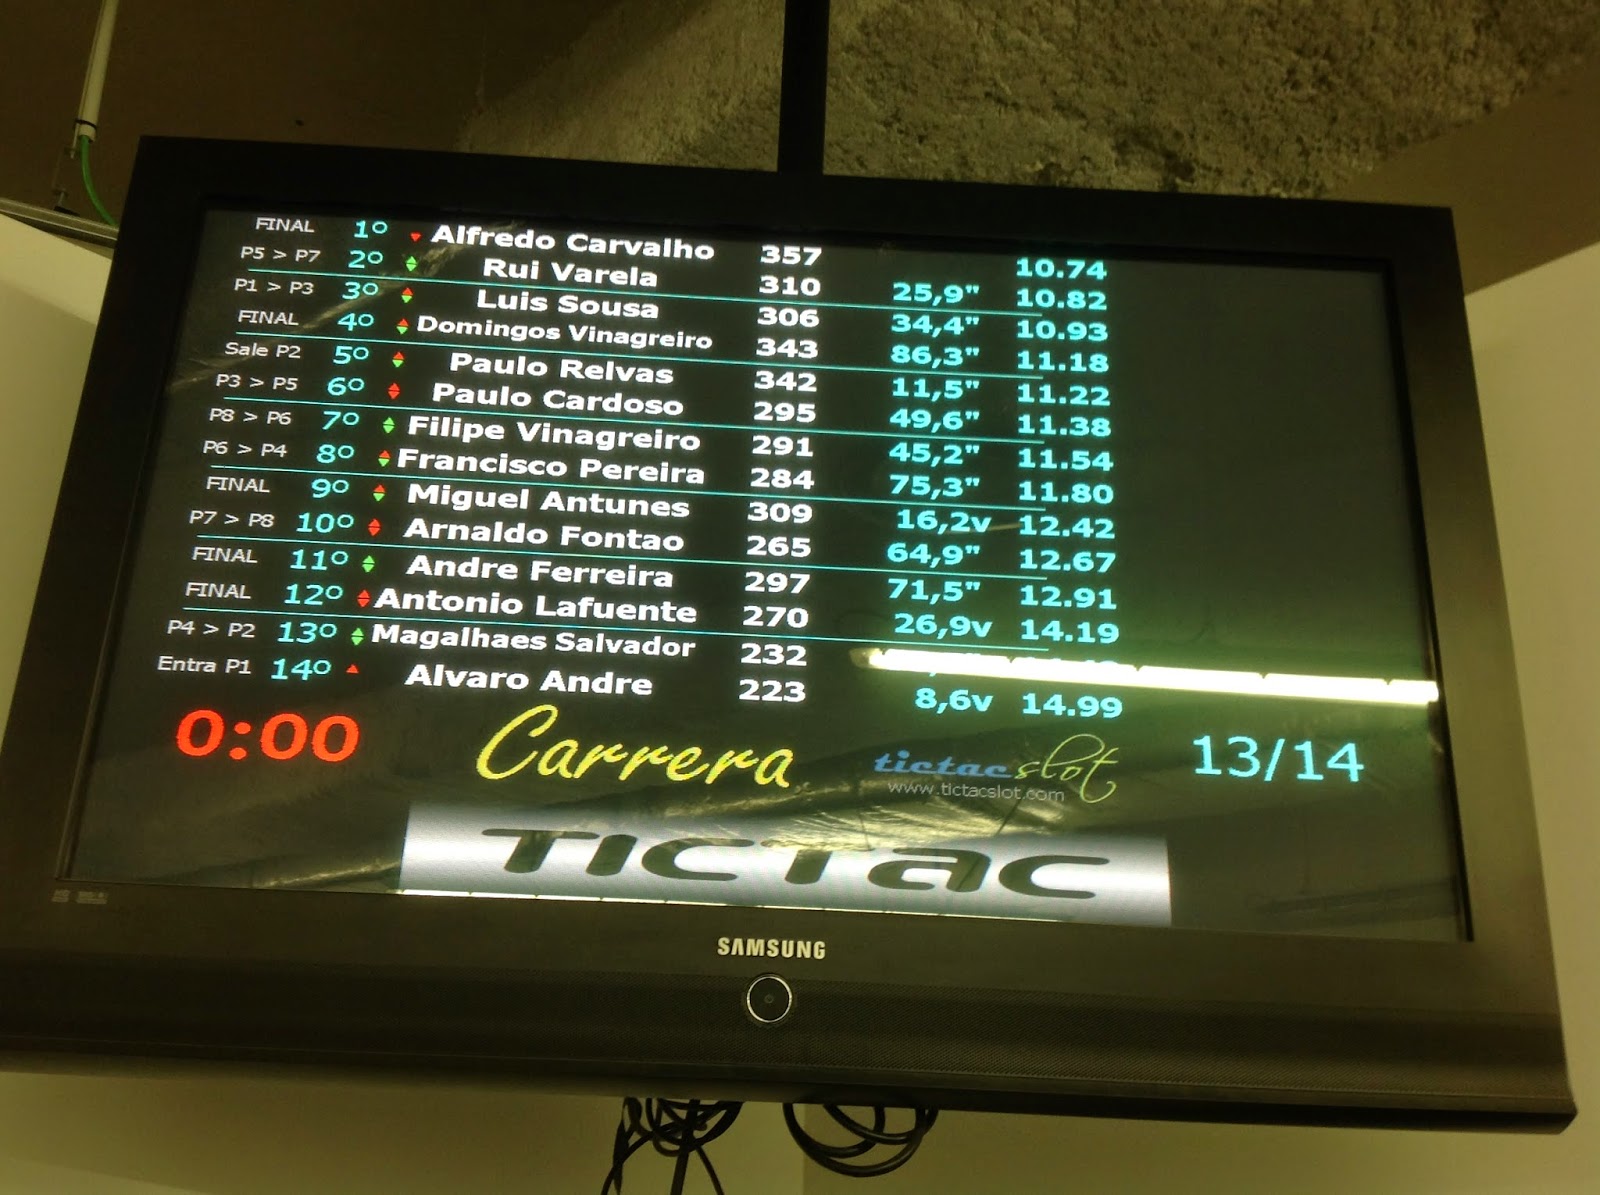 FINAL 1º Alfredo Carvalho 357 10.74
P5 > P7 2º Rui Varela 310 25,9" 10.82
P1 > P3 3º Luis Sousa 306 34,4" 10.93
FINAL 4º Domingos Vinagreiro 343 86,3" 11.18
Sale P2 5º Paulo Relvas 342 11,5" 11.22
P3 > P5 6º Paulo Cardoso 295 49,6" 11.38
P8 > P6 7º Filipe Vinagreiro 291 45,2" 11.54
P6 > P4 8º Francisco Pereira 284 75,3" 11.80
FINAL 9º Miguel Antunes 309 16,2v 12.42
P7 > P8 10º Arnaldo Fontao 265 64,9" 12.67
FINAL 11º Andre Ferreira 297 71,5" 12.91
FINAL 12º Antonio Lafuente 270 26,9v 14.19
P4 > P2 13º Magalhaes Salvador 232
Entra P1 14º Alvaro Andre 223 8,6v 14.99
0:00 Carrera tictac slot 13/14
www.tictacslot.com
TICTAC
SAMSUNG